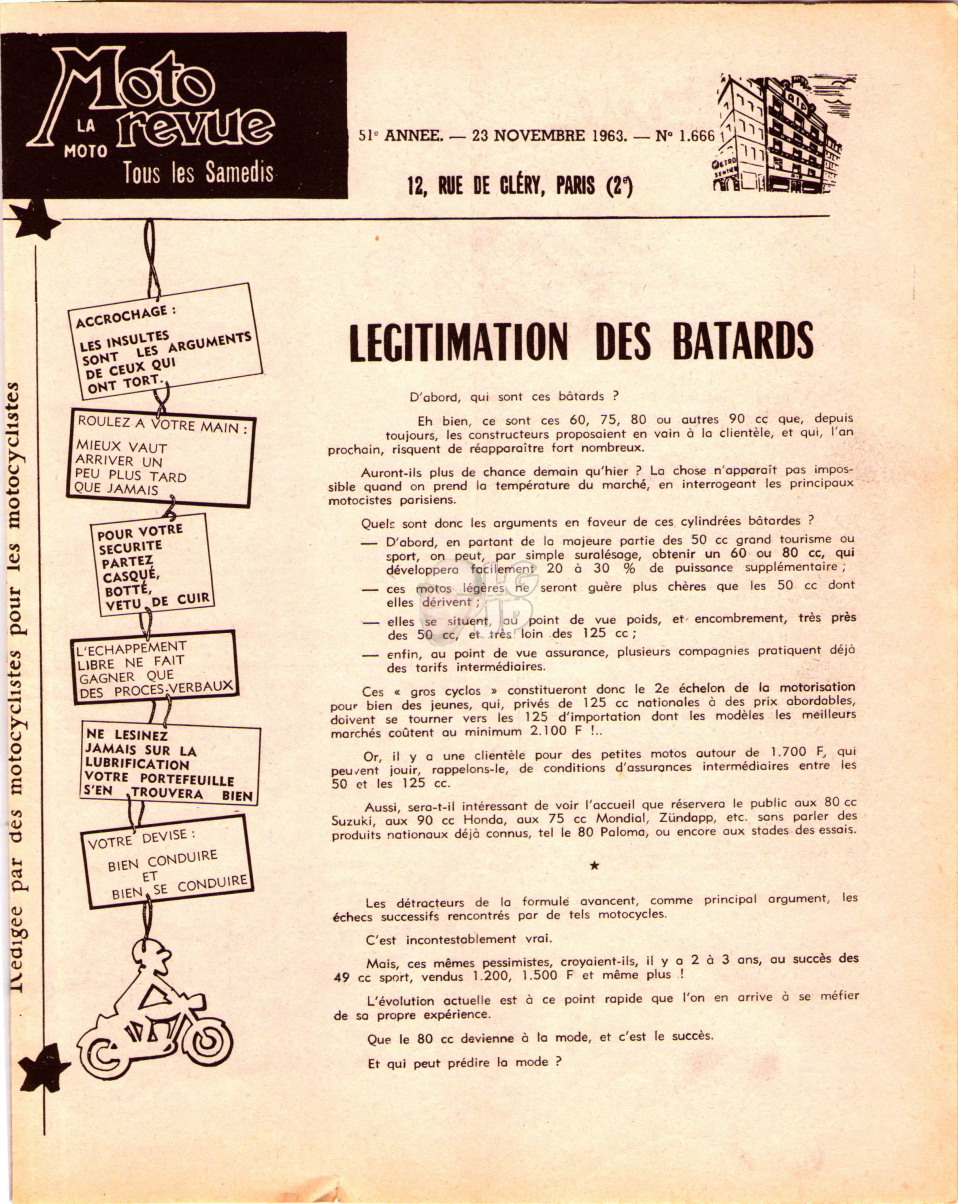 Moto
revue
LA
MOTO
Tous les Samedis
51e ANNEE. — 23 NOVEMBRE 1963. — N° 1.666
12, RUE DE CLÉRY, PARIS (2e)
METRO
SENTIER
Rédigée par des motocyclistes pour les motocyclistes
ACCROCHAGE :
LES INSULTES
SONT LES ARGUMENTS
DE CEUX QUI
ONT TORT.
ROULEZ A VOTRE MAIN :
MIEUX VAUT
ARRIVER UN
PEU PLUS TARD
QUE JAMAIS
POUR VOTRE
SECURITE
PARTEZ
CASQUÉ,
BOTTÉ,
VETU DE CUIR
L'ECHAPPEMENT
LIBRE NE FAIT
GAGNER QUE
DES PROCES-VERBAUX
NE LESINEZ
JAMAIS SUR LA
LUBRIFICATION
VOTRE PORTEFEUILLE
S'EN TROUVERA BIEN
VOTRE DEVISE :
BIEN CONDUIRE
ET
BIEN SE CONDUIRE
LEGITIMATION DES BATARDS
D'abord, qui sont ces bâtards ?
Eh bien, ce sont ces 60, 75, 80 ou autres 90 cc que, depuis
toujours, les constructeurs proposaient en vain à la clientèle, et qui, l'an
prochain, risquent de réapparaître fort nombreux.
Auront-ils plus de chance demain qu'hier ? La chose n'apparaît pas impos-
sible quand on prend la température du marché, en interrogeant les principaux
motocistes parisiens.
Quels sont donc les arguments en faveur de ces cylindrées bâtardes ?
— D'abord, en partant de la majeure partie des 50 cc grand tourisme ou
sport, on peut, par simple suralésage, obtenir un 60 ou 80 cc, qui
développera facilement 20 à 30 % de puissance supplémentaire ;
— ces motos légères ne seront guère plus chères que les 50 cc dont
elles dérivent ;
— elles se situent, au point de vue poids, et encombrement, très près
des 50 cc, et très loin des 125 cc ;
— enfin, au point de vue assurance, plusieurs compagnies pratiquent déjà
des tarifs intermédiaires.
Ces « gros cyclos » constitueront donc le 2e échelon de la motorisation
pour bien des jeunes, qui, privés de 125 cc nationales à des prix abordables,
doivent se tourner vers les 125 d'importation dont les modèles les meilleurs
marchés coûtent au minimum 2.100 F !..
Or, il y a une clientèle pour des petites motos autour de 1.700 F, qui
peuvent jouir, rappelons-le, de conditions d'assurances intermédiaires entre les
50 et les 125 cc.
Aussi, sera-t-il intéressant de voir l'accueil que réservera le public aux 80 cc
Suzuki, aux 90 cc Honda, aux 75 cc Mondial, Zündapp, etc. sans parler des
produits nationaux déjà connus, tel le 80 Paloma, ou encore aux stades des essais.
Les détracteurs de la formule avancent, comme principal argument, les
échecs successifs rencontrés par de tels motocycles.
C'est incontestablement vrai.
Mais, ces mêmes pessimistes, croyaient-ils, il y a 2 à 3 ans, au succès des
49 cc sport, vendus 1.200, 1.500 F et même plus !
L'évolution actuelle est à ce point rapide que l'on en arrive à se méfier
de sa propre expérience.
Que le 80 cc devienne à la mode, et c'est le succès.
Et qui peut prédire la mode ?